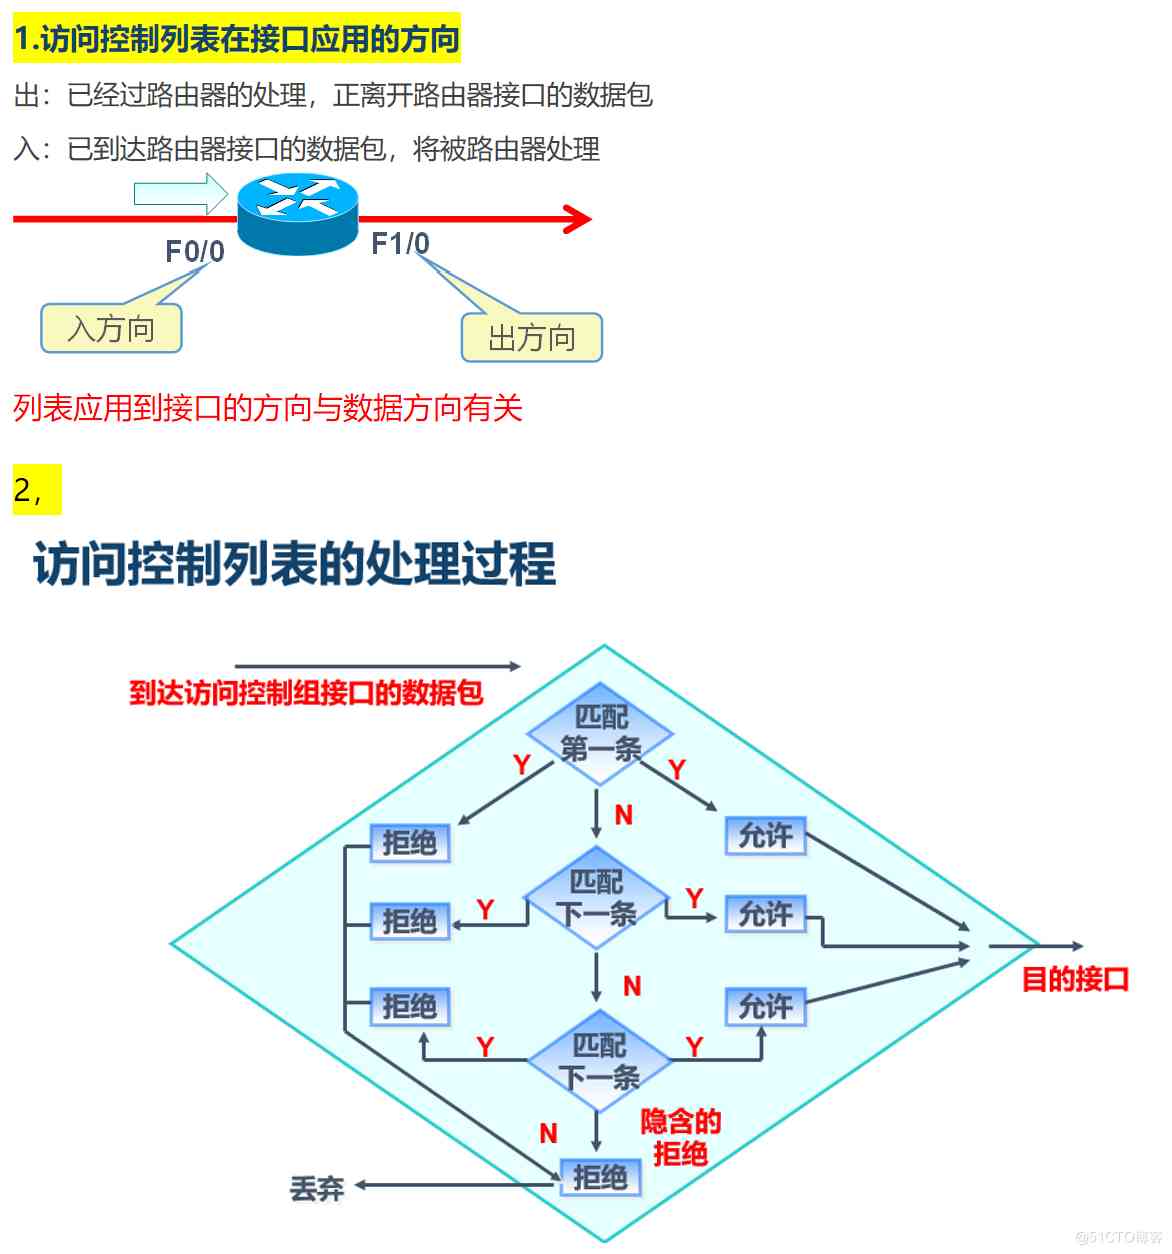 1.访问控制列表在接口应用的方向
出：已经过路由器的处理，正离开路由器接口的数据包
入：已到达路由器接口的数据包，将被路由器处理
F0/0
F1/0
入方向
出方向
列表应用到接口的方向与数据方向有关
2，
访问控制列表的处理过程
到达访问控制组接口的数据包
匹配
第一条
Y
Y
N
拒绝
允许
匹配
下一条
Y
Y
拒绝
允许
目的接口
N
拒绝
允许
匹配
下一条
Y
Y
N
隐含的
拒绝
拒绝
丢弃
@51CTO博客